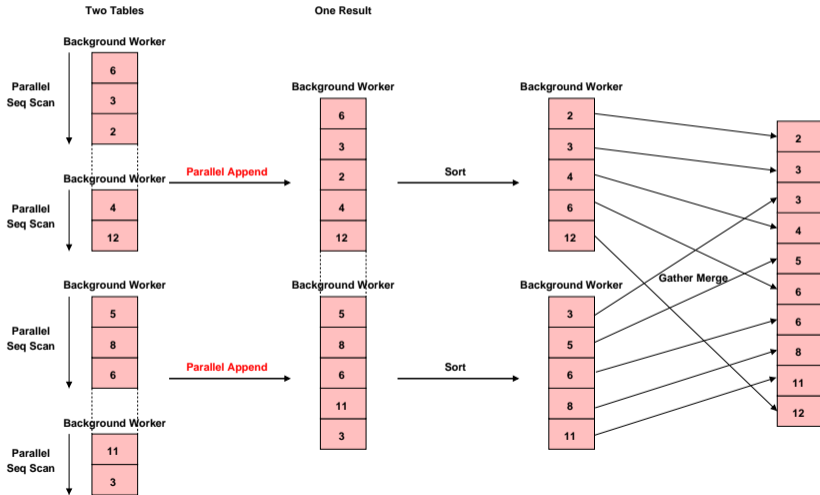 Two Tables
One Result
Background Worker
Parallel
Seq Scan
6
3
2
Background Worker
Parallel
Seq Scan
4
12
Parallel Append
Background Worker
6
3
2
4
12
Sort
Background Worker
2
3
4
6
12
Background Worker
Parallel
Seq Scan
5
8
6
Background Worker
Parallel
Seq Scan
11
3
Parallel Append
Background Worker
5
8
6
11
3
Sort
Background Worker
3
5
6
8
11
Gather Merge
2
3
3
4
5
6
6
8
11
12